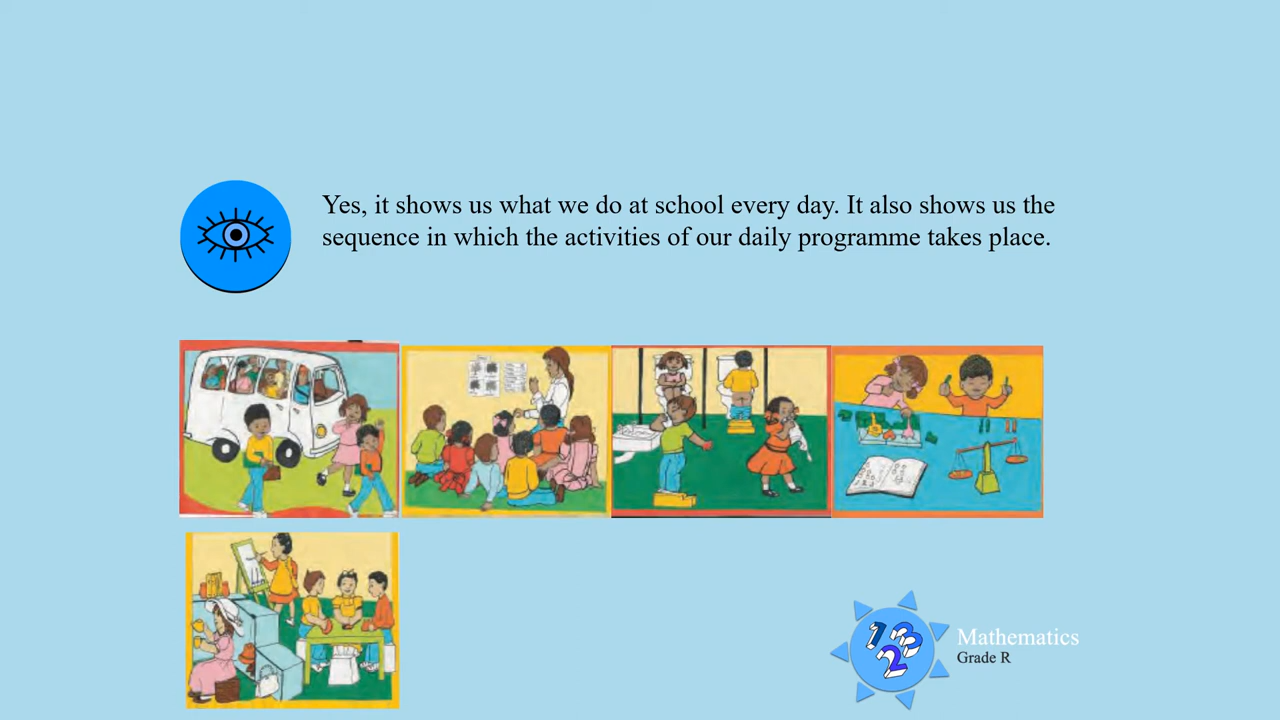 Yes, it shows us what we do at school every day. It also shows us the
sequence in which the activities of our daily programme takes place.
123
Mathematics
Grade R